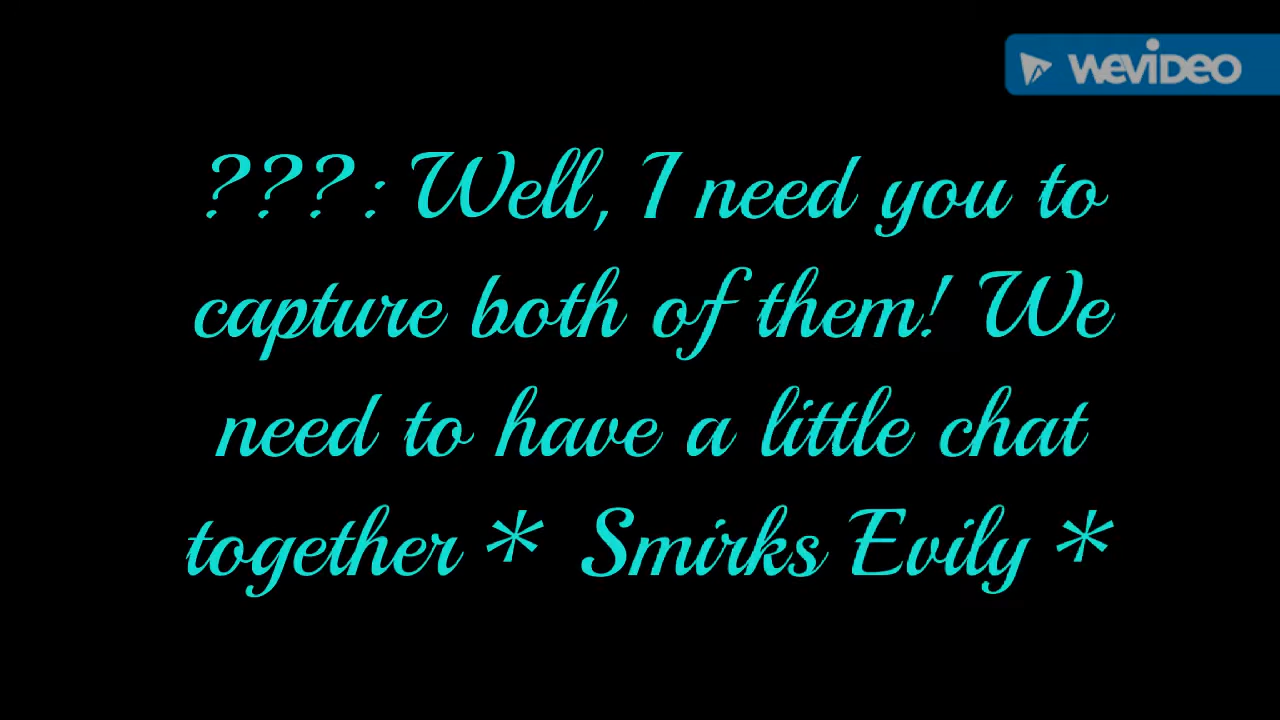 WEVIDEO
???: Well, I need you to
capture both of them! We
need to have a little chat
together * Smirks Evily *